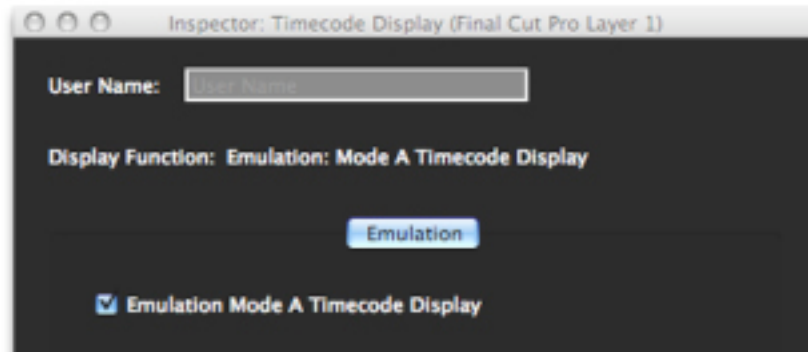 Inspector: Timecode Display (Final Cut Pro Layer 1)
User Name: User Name
Display Function: Emulation: Mode A Timecode Display
Emulation
Emulation Mode A Timecode Display